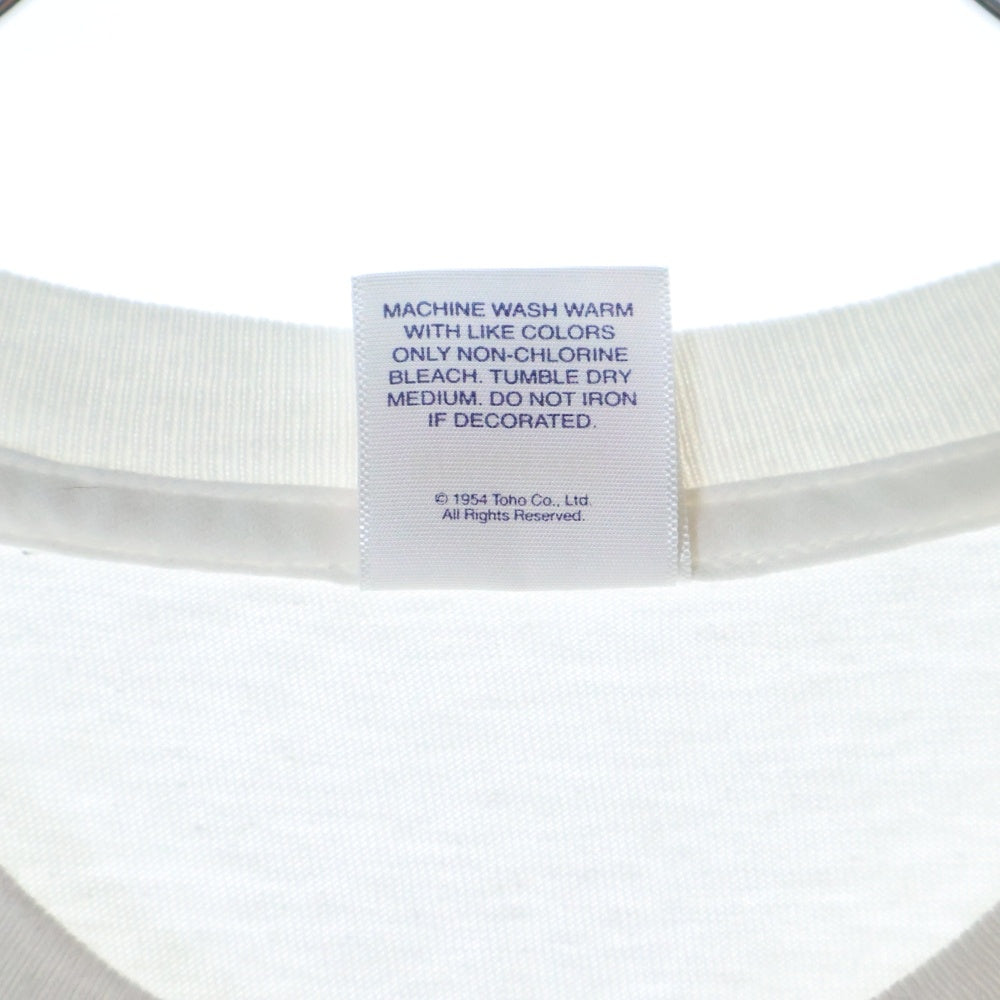 MACHINE WASH WARM
WITH LIKE COLORS
ONLY NON-CHLORINE
BLEACH. TUMBLE DRY
MEDIUM. DO NOT IRON
IF DECORATED.
© 1954 Toho Co., Ltd.
All Rights Reserved.